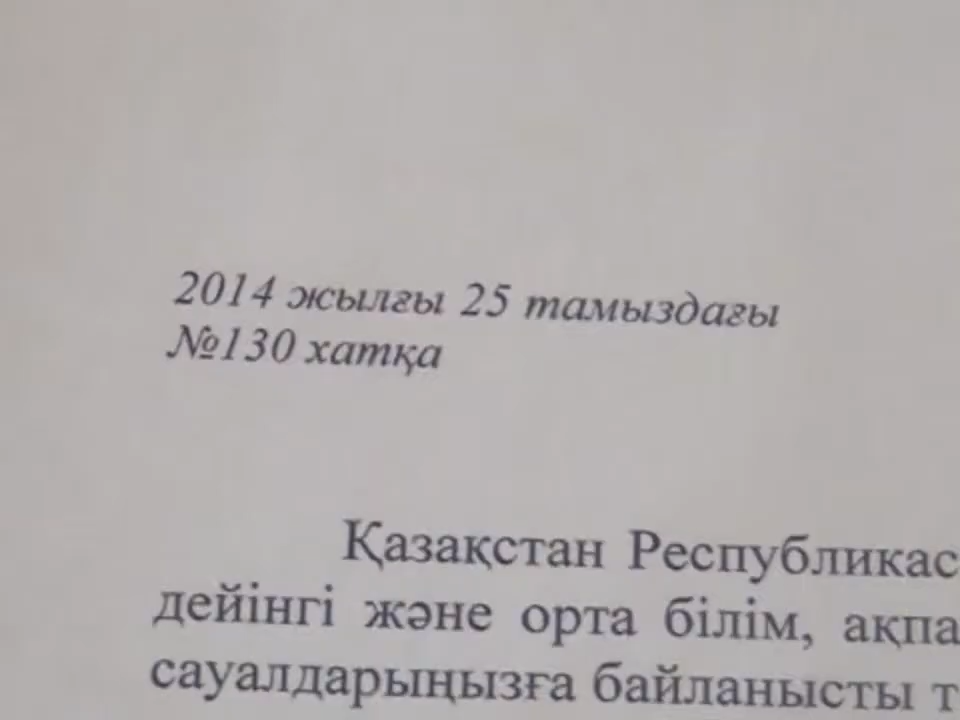 2014 жылғы 25 тамыздағы
№130 хатқа
Қазақстан Республикас
дейінгі және орта білім, ақпа
сауалдарыңызға байланысты т